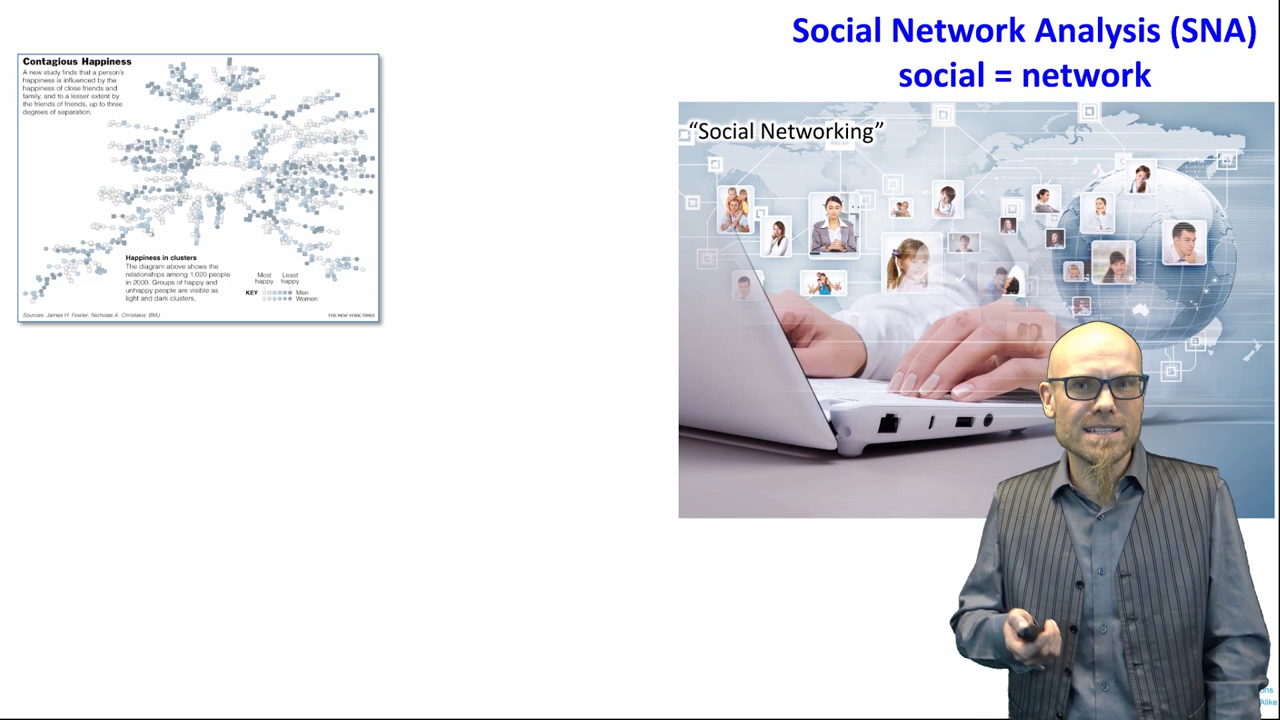 Social Network Analysis (SNA)
social = network
Contagious Happiness
A new study finds that a person's
happiness is influenced by the
happiness of close friends and
family, and to a lesser extent by
the friends of friends, up to three
degrees of separation.
Happiness in clusters
The diagram above shows the
relationships among 1,020 people
in 2000. Groups of happy and
unhappy people are visible as
light and dark clusters.
Most happy
Least happy
KEY
Men
Women
Sources: James H. Fowler, Nicholas A. Christakis; BMJ
THE NEW YORK TIMES
“Social Networking”
ons
Alike